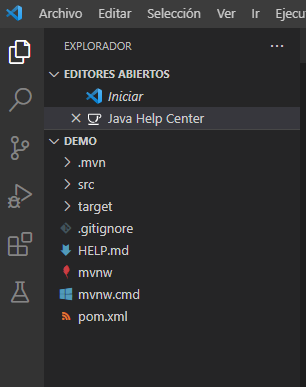 Archivo Editar Selección Ver Ir Ejecu
EXPLORADOR ...
EDITORES ABIERTOS
Iniciar
Java Help Center
DEMO
.mvn
src
target
.gitignore
HELP.md
mvnw
mvnw.cmd
pom.xml